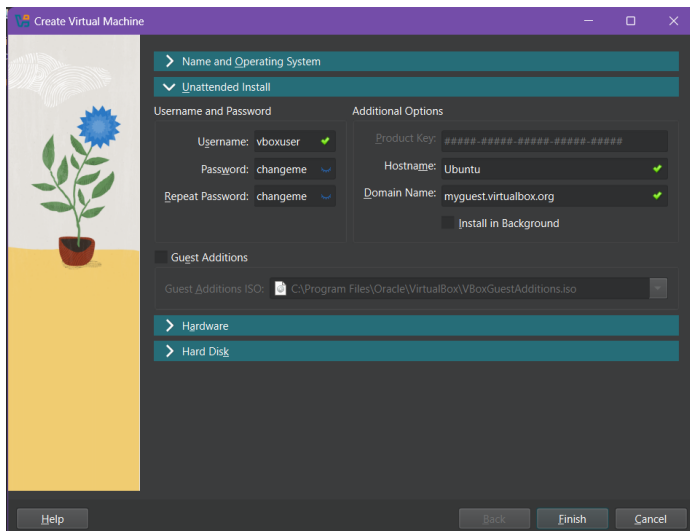 Create Virtual Machine
Name and Operating System
Unattended Install
Username and Password
Username: vboxuser
Password: changeme
Repeat Password: changeme
Additional Options
Product Key: #####-#####-#####-#####-#####
Hostname: Ubuntu
Domain Name: myguest.virtualbox.org
Install in Background
Guest Additions
Guest Additions ISO: C:\Program Files\Oracle\VirtualBox\VBoxGuestAdditions.iso
Hardware
Hard Disk
Help
Back
Finish
Cancel